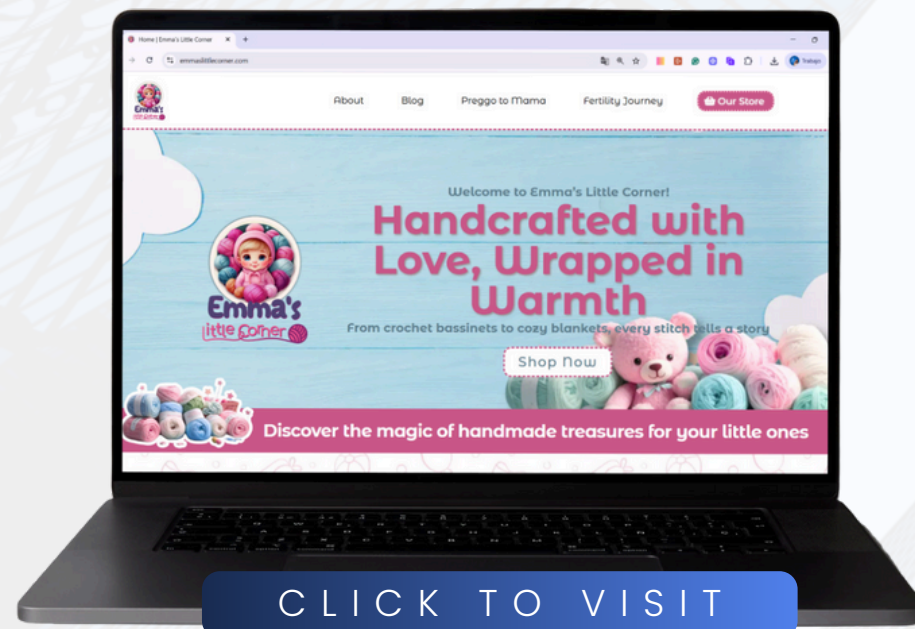 Home | Emma's Little Corner
emmaslittlecorner.com
Trabajo
Emma's
About
Blog
Preggo to Mama
Fertility Journey
Our Store
Welcome to Emma's Little Corner!
Handcrafted with
Love, Wrapped in
Warmth
From crochet bassinets to cozy blankets, every stitch tells a story
Emma's
little Corner
Shop Now
Discover the magic of handmade treasures for your little ones
CLICK TO VISIT